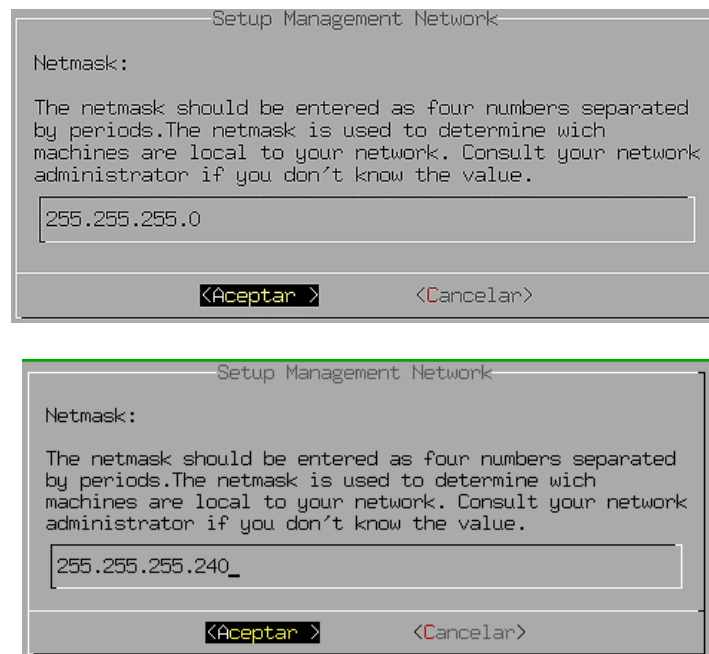 Setup Management Network
Netmask:
The netmask should be entered as four numbers separated
by periods.The netmask is used to determine wich
machines are local to your network. Consult your network
administrator if you don´t know the value.
255.255.255.0
<Aceptar > <Cancelar>
Setup Management Network
Netmask:
The netmask should be entered as four numbers separated
by periods.The netmask is used to determine wich
machines are local to your network. Consult your network
administrator if you don´t know the value.
255.255.255.240_
<Aceptar > <Cancelar>